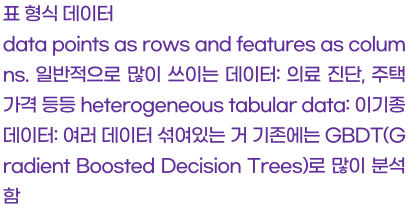 표 형식 데이터
data points as rows and features as colum
ns. 일반적으로 많이 쓰이는 데이터: 의료 진단, 주택
가격 등등 heterogeneous tabular data: 이기종
데이터: 여러 데이터 섞여있는 거 기존에는 GBDT(G
radient Boosted Decision Trees)로 많이 분석
함